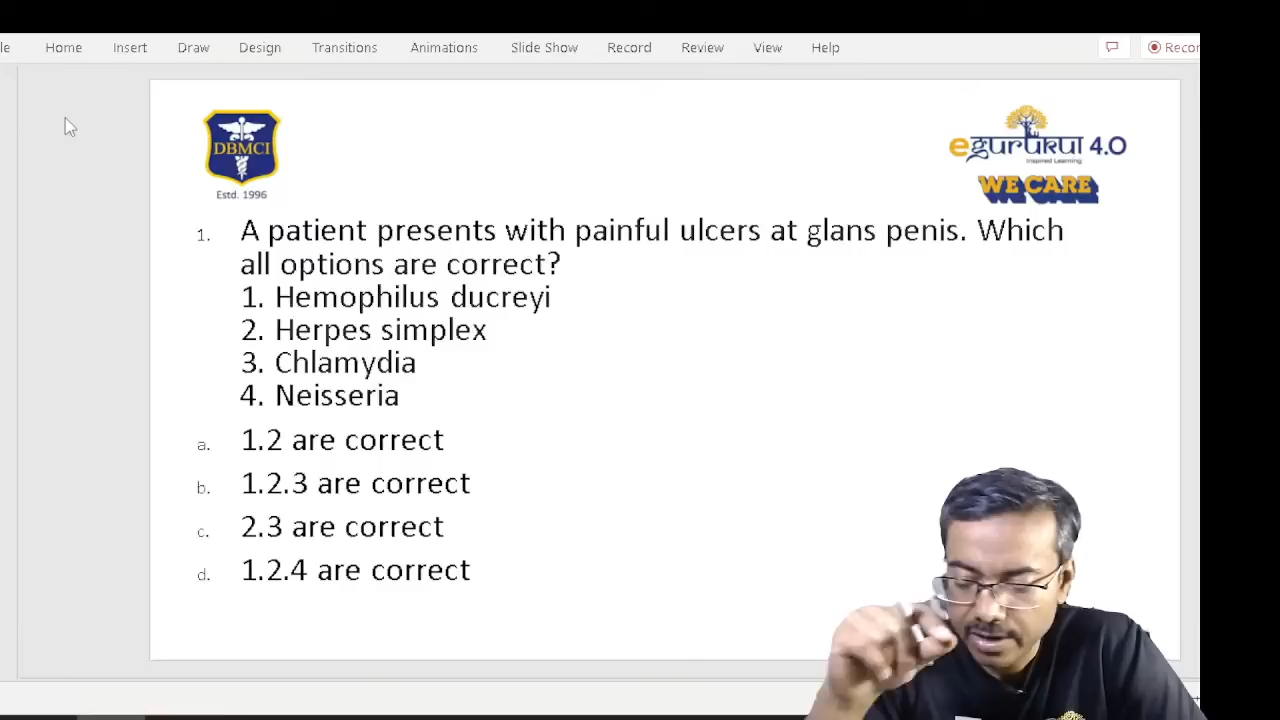 le Home Insert Draw Design Transitions Animations Slide Show Record Review View Help Recor
DBMCI
Estd. 1996
eGurukul 4.0
Inspired Learning
WE CARE
1. A patient presents with painful ulcers at glans penis. Which
all options are correct?
1. Hemophilus ducreyi
2. Herpes simplex
3. Chlamydia
4. Neisseria
a. 1.2 are correct
b. 1.2.3 are correct
c. 2.3 are correct
d. 1.2.4 are correct